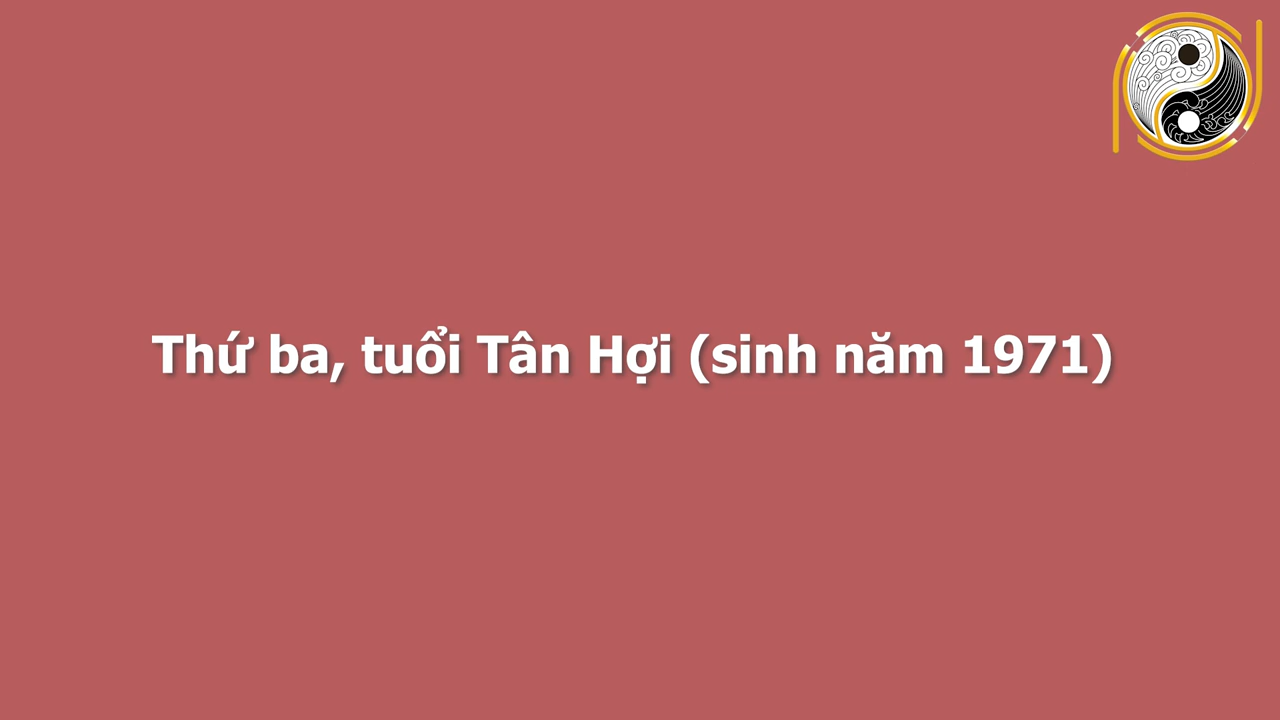 Thứ ba, tuổi Tân Hợi (sinh năm 1971)